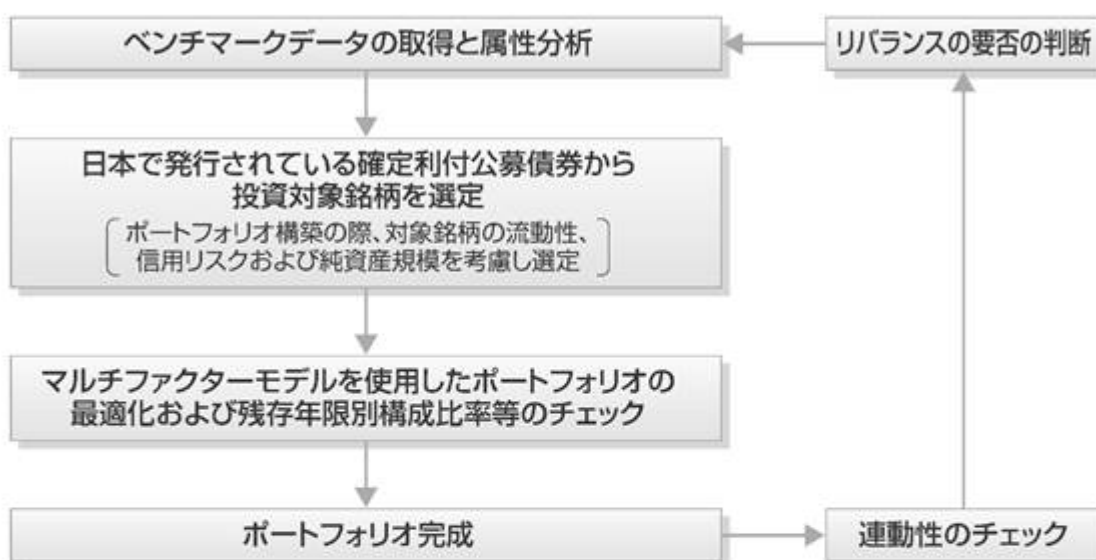 ベンチマークデータの取得と属性分析
リバランスの要否の判断
日本で発行されている確定利付公募債券から
投資対象銘柄を選定
ポートフォリオ構築の際、対象銘柄の流動性、
信用リスクおよび純資産規模を考慮し選定
マルチファクターモデルを使用したポートフォリオの
最適化および残存年限別構成比率等のチェック
ポートフォリオ完成
連動性のチェック